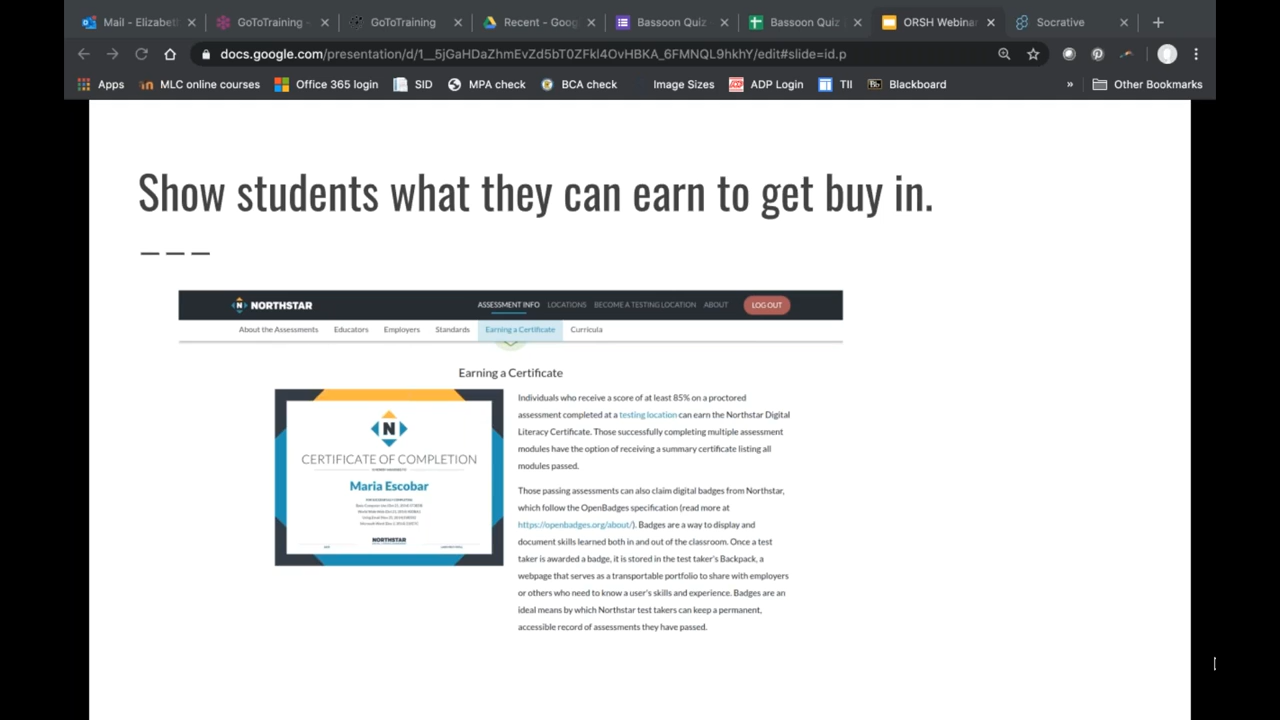 Mail - Elizabeth
GoToTraining -
GoToTraining
Recent - Goog
Bassoon Quiz
Bassoon Quiz
ORSH Webinar
Socrative
docs.google.com/presentation/d/1__5jGaHDaZhmEvZd5bT0ZFkl4OvHBKA_6FMNQL9hkhY/edit#slide=id.p
Apps
MLC online courses
Office 365 login
SID
MPA check
BCA check
Image Sizes
ADP Login
TII
Blackboard
»
Other Bookmarks
Show students what they can earn to get buy in.
N NORTHSTAR
ASSESSMENT INFO
LOCATIONS
BECOME A TESTING LOCATION
ABOUT
LOG OUT
About the Assessments
Educators
Employers
Standards
Earning a Certificate
Curricula
Earning a Certificate
N
CERTIFICATE OF COMPLETION
Maria Escobar
NORTHSTAR
Individuals who receive a score of at least 85% on a proctored
assessment completed at a testing location can earn the Northstar Digital
Literacy Certificate. Those successfully completing multiple assessment
modules have the option of receiving a summary certificate listing all
modules passed.
Those passing assessments can also claim digital badges from Northstar,
which follow the OpenBadges specification (read more at
https://openbadges.org/about/). Badges are a way to display and
document skills learned both in and out of the classroom. Once a test
taker is awarded a badge, it is stored in the test taker's Backpack, a
webpage that serves as a transportable portfolio to share with employers
or others who need to know a user's skills and experience. Badges are an
ideal means by which Northstar test takers can keep a permanent,
accessible record of assessments they have passed.